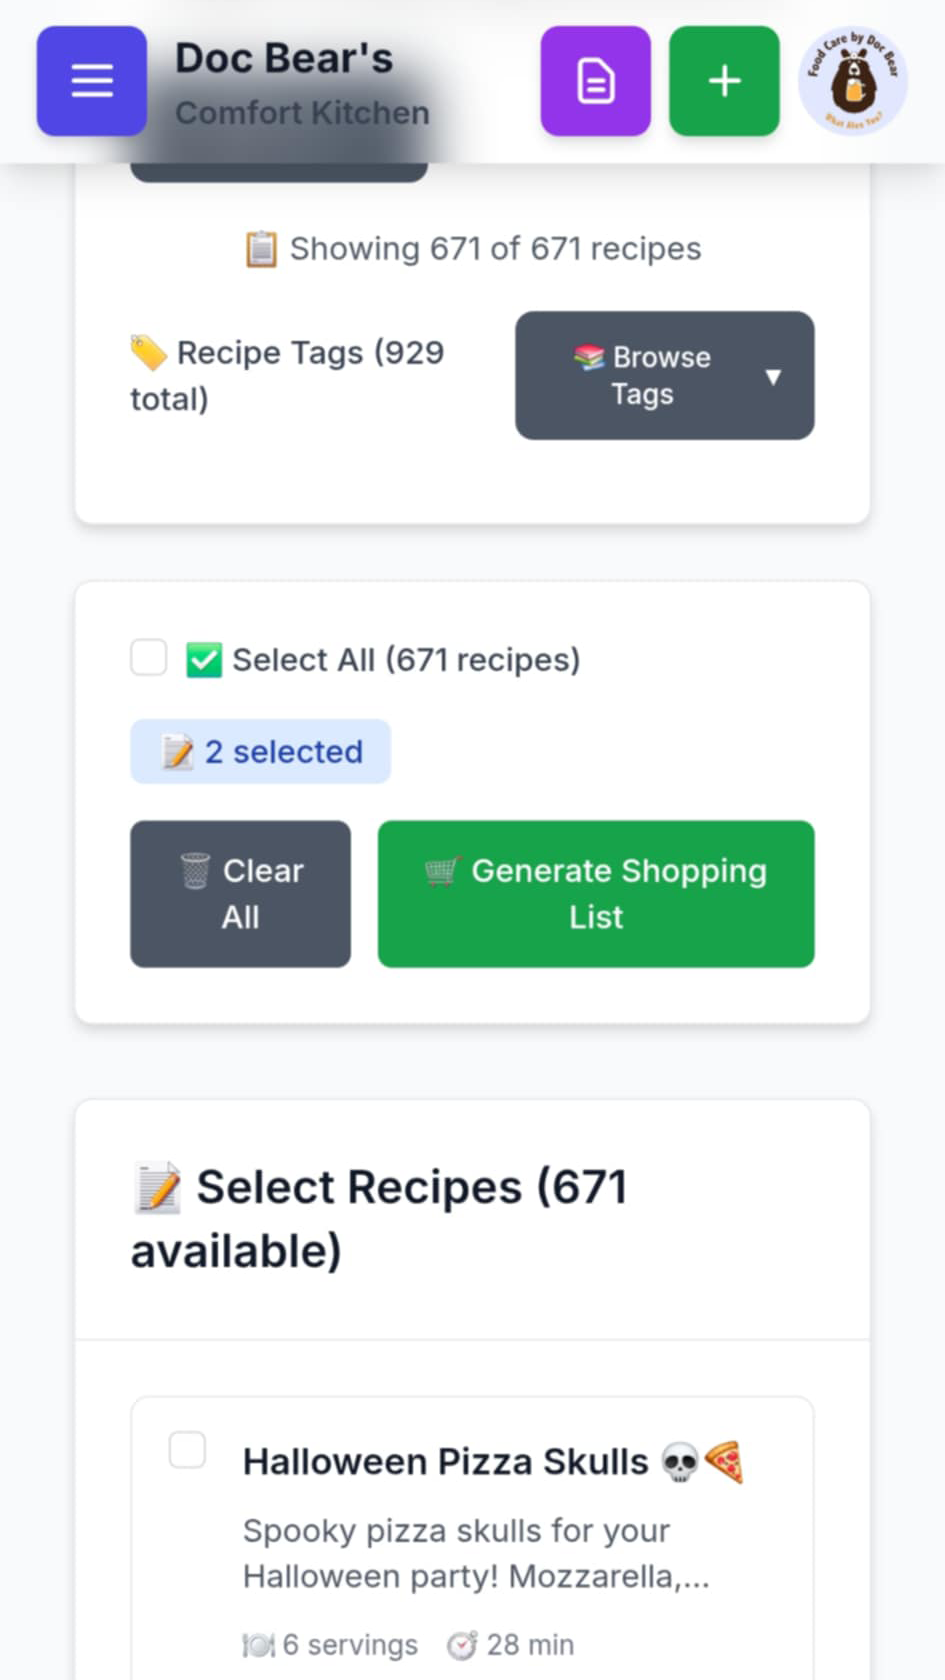 Doc Bear's
Comfort Kitchen
Food Care by Doc Bear
What Ales You?
📋 Showing 671 of 671 recipes
🏷️ Recipe Tags (929
total)
📚 Browse
Tags
▼
✅ Select All (671 recipes)
📝 2 selected
🗑️ Clear
All
🛒 Generate Shopping
List
📝 Select Recipes (671
available)
Halloween Pizza Skulls 💀🍕
Spooky pizza skulls for your
Halloween party! Mozzarella,...
🍽️ 6 servings ⏱️ 28 min